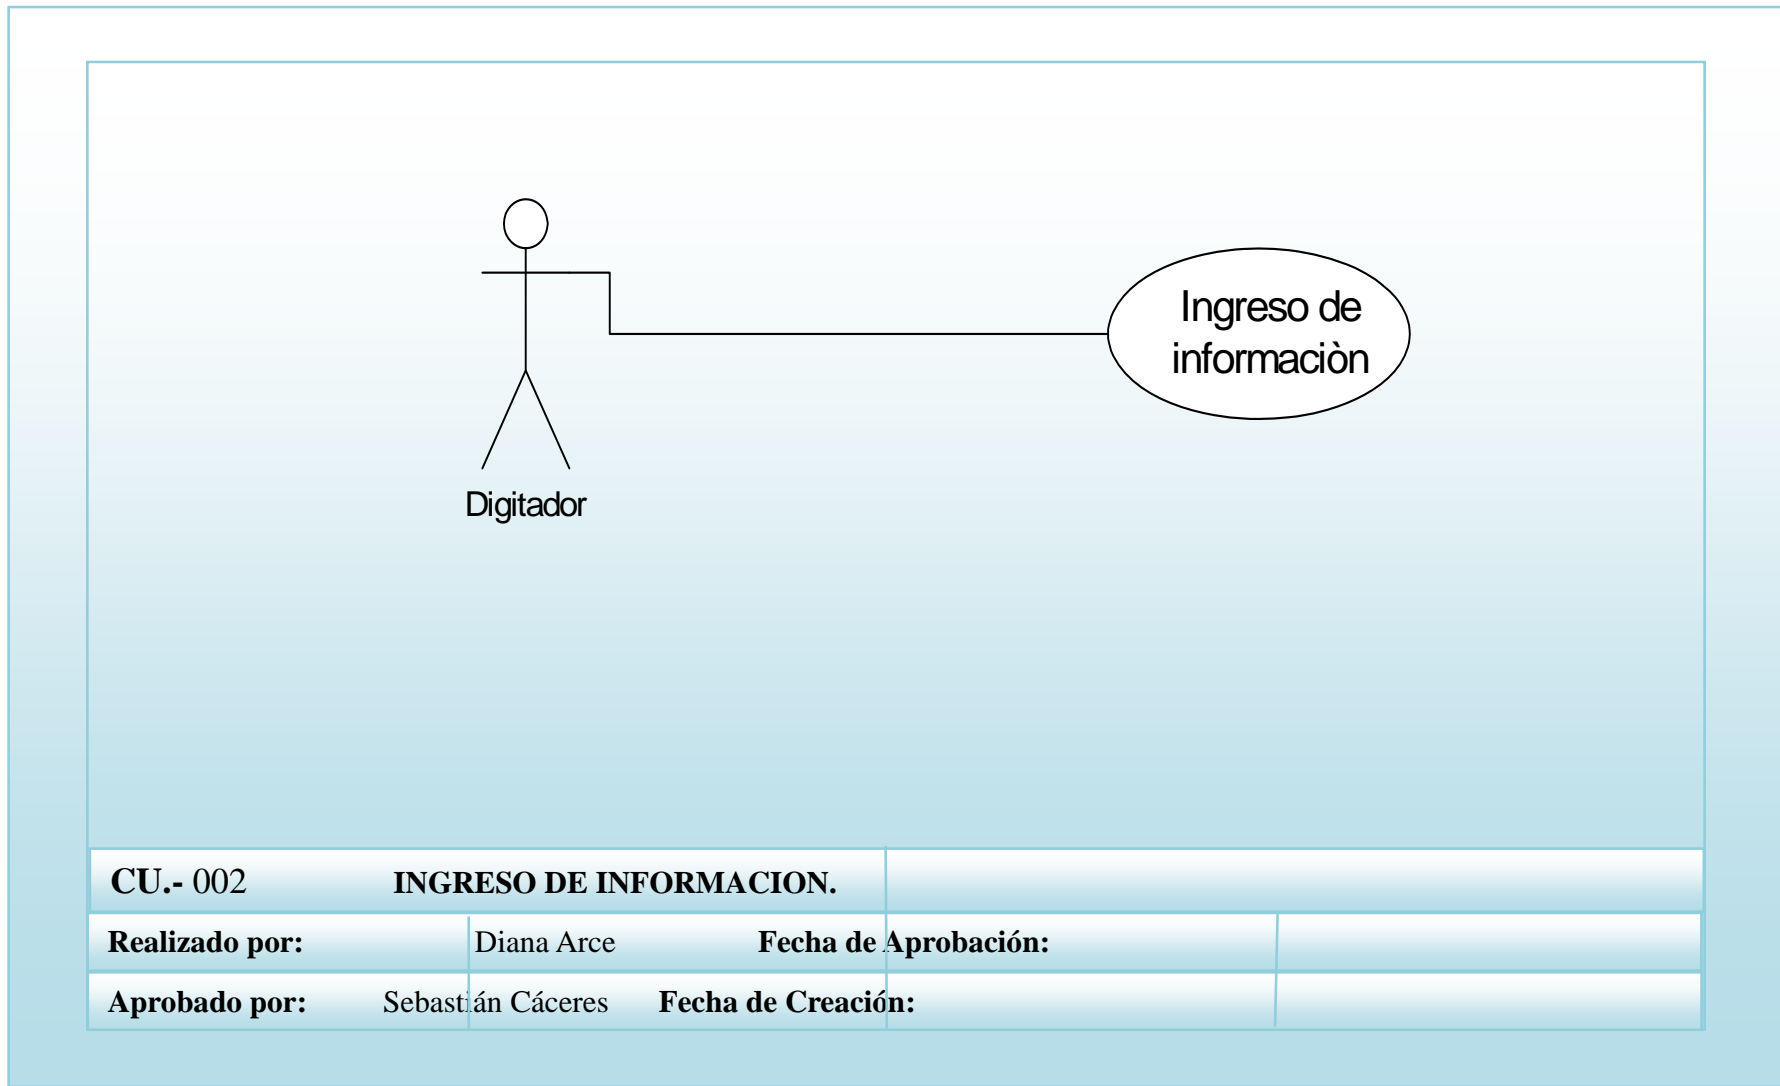 Ingreso de
informaciòn
Digitador
CU.- 002 INGRESO DE INFORMACION.
Realizado por: Diana Arce Fecha de Aprobación:
Aprobado por: Sebastián Cáceres Fecha de Creación: